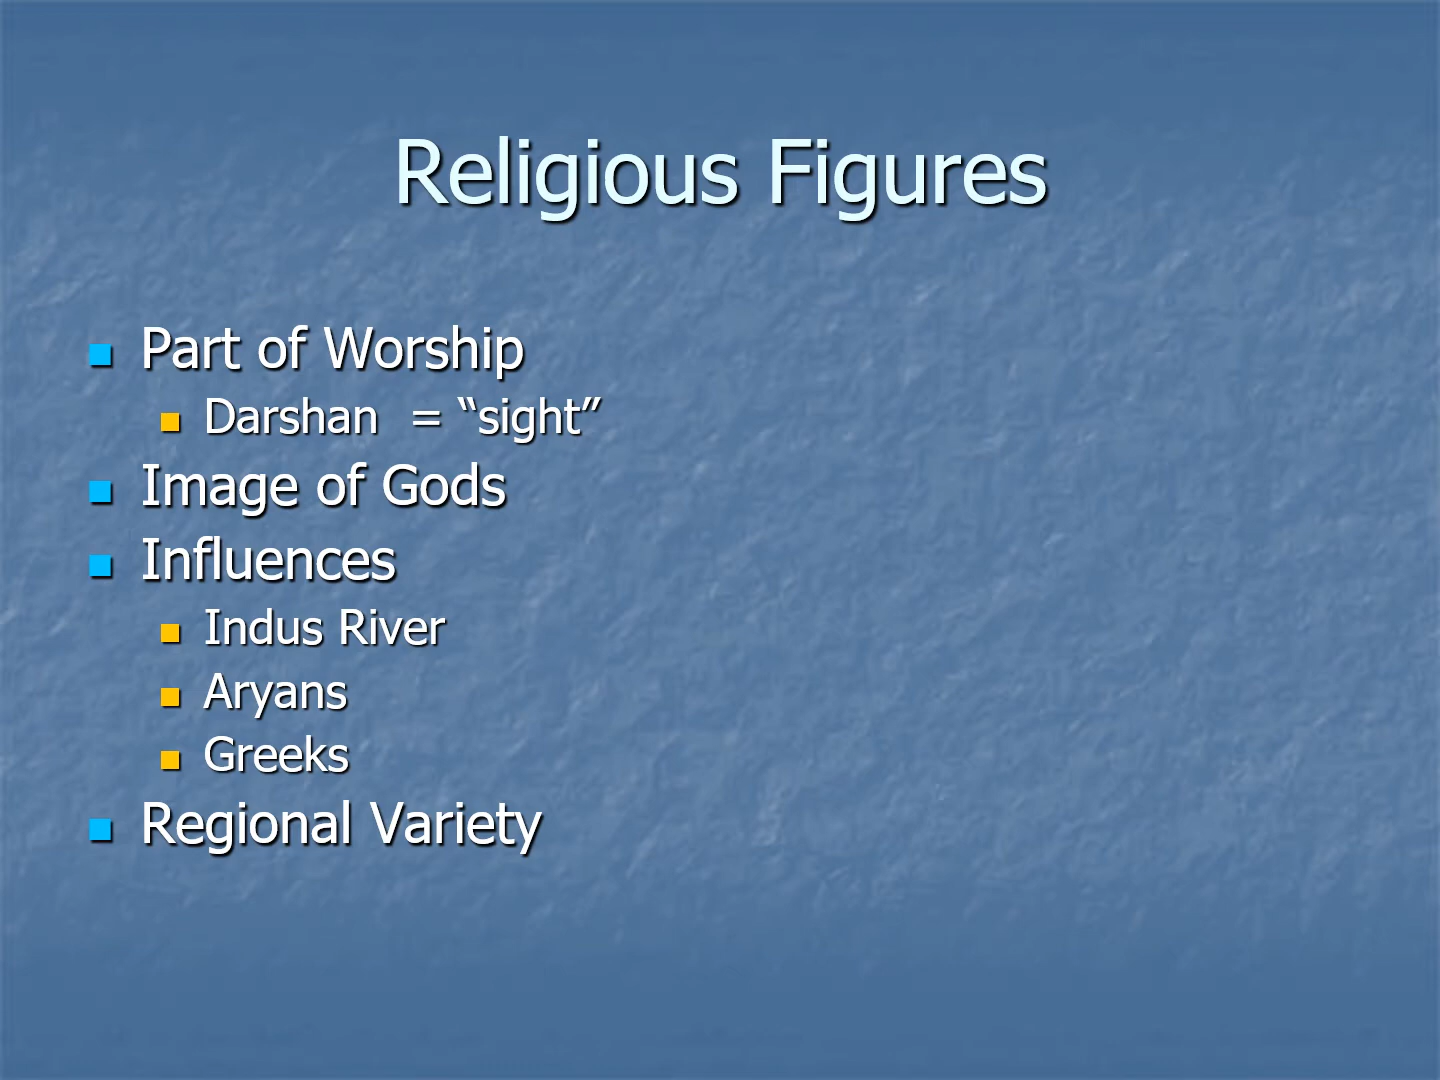 Religious Figures
Part of Worship
Darshan  = “sight”
Image of Gods
Influences
Indus River
Aryans
Greeks
Regional Variety